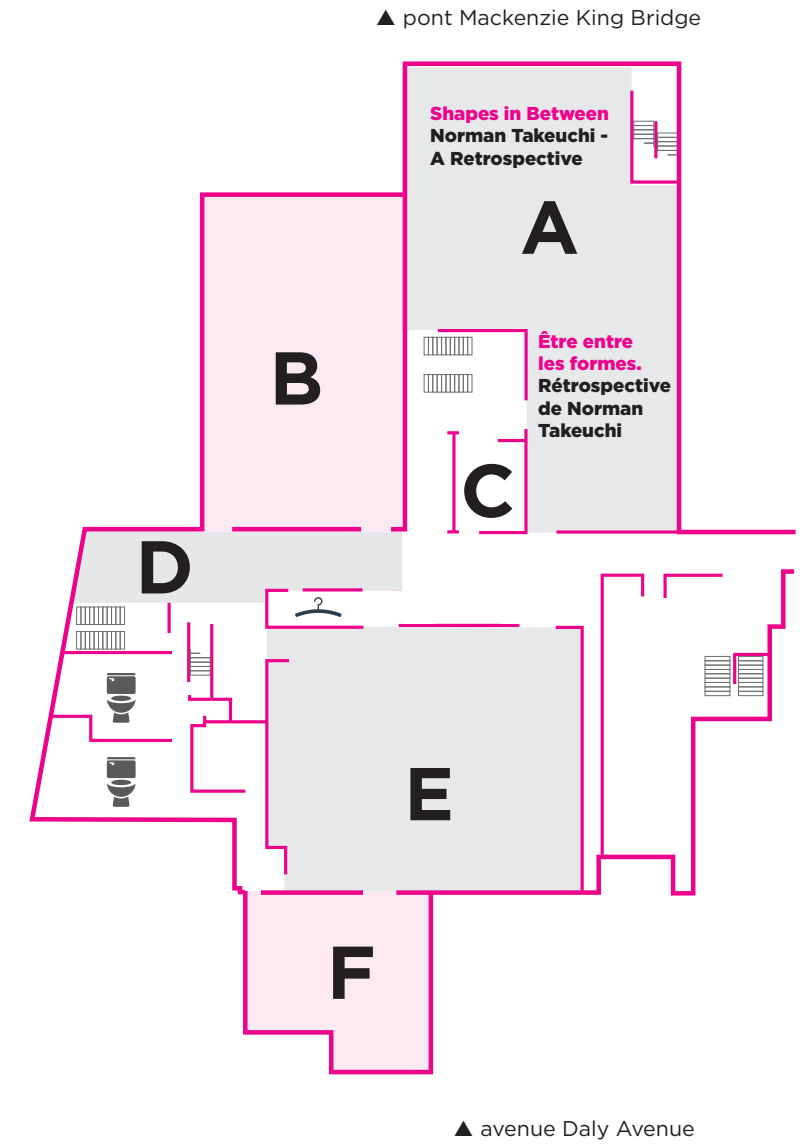 ▲ pont Mackenzie King Bridge
Shapes in Between
Norman Takeuchi -
A Retrospective
A
Être entre
les formes.
Rétrospective
de Norman
Takeuchi
B
C
D
E
F
▲ avenue Daly Avenue